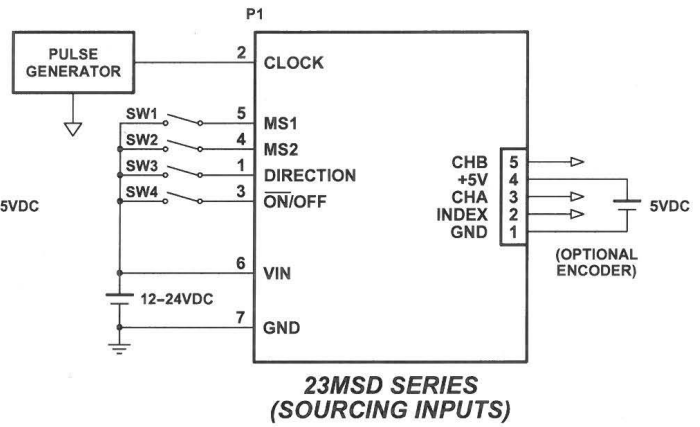 P1
PULSE
GENERATOR
2 CLOCK
SW1 5 MS1
SW2 4 MS2
SW3 1 DIRECTION
SW4 3 ON/OFF
5VDC
6 VIN
12–24VDC
7 GND
CHB 5
+5V 4
CHA 3
INDEX 2
GND 1
5VDC
(OPTIONAL
ENCODER)
23MSD SERIES
(SOURCING INPUTS)